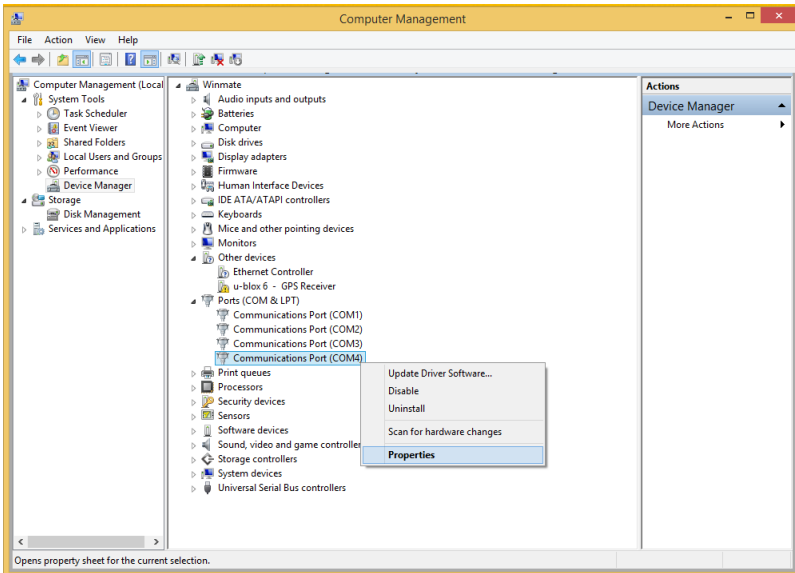 Computer Management
File Action View Help
Computer Management (Local
System Tools
Task Scheduler
Event Viewer
Shared Folders
Local Users and Groups
Performance
Device Manager
Storage
Disk Management
Services and Applications
Winmate
Audio inputs and outputs
Batteries
Computer
Disk drives
Display adapters
Firmware
Human Interface Devices
IDE ATA/ATAPI controllers
Keyboards
Mice and other pointing devices
Monitors
Other devices
Ethernet Controller
u-blox 6 - GPS Receiver
Ports (COM & LPT)
Communications Port (COM1)
Communications Port (COM2)
Communications Port (COM3)
Communications Port (COM4)
Print queues
Processors
Security devices
Sensors
Software devices
Sound, video and game controller
Storage controllers
System devices
Universal Serial Bus controllers
Update Driver Software...
Disable
Uninstall
Scan for hardware changes
Properties
Actions
Device Manager
More Actions
Opens property sheet for the current selection.